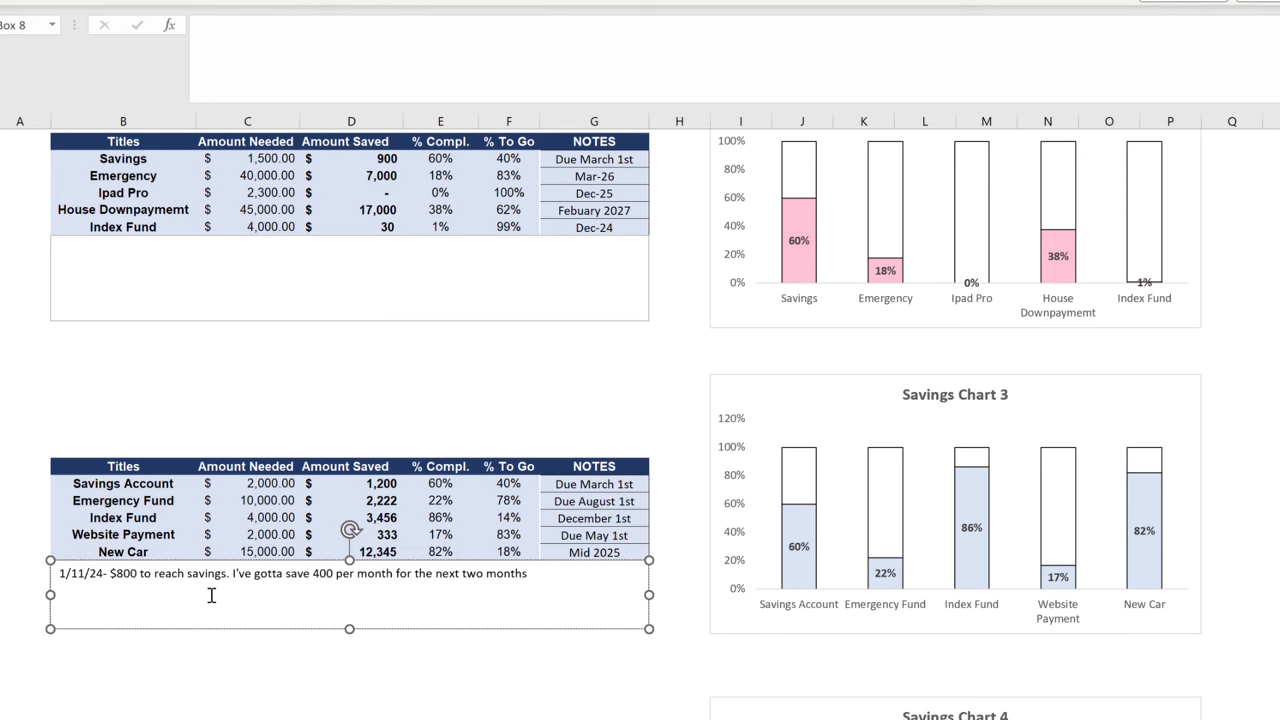 Box 8
fx
A B C D E F G H I J K L M N O P Q
Titles Amount Needed Amount Saved % Compl. % To Go NOTES
Savings $ 1,500.00 $ 900 60% 40% Due March 1st
Emergency $ 40,000.00 $ 7,000 18% 83% Mar-26
Ipad Pro $ 2,300.00 $ - 0% 100% Dec-25
House Downpaymemt $ 45,000.00 $ 17,000 38% 62% Febuary 2027
Index Fund $ 4,000.00 $ 30 1% 99% Dec-24
100%
80%
60%
40%
20%
0%
60% 18% 0% 38% 1%
Savings Emergency Ipad Pro House Downpaymemt Index Fund
Titles Amount Needed Amount Saved % Compl. % To Go NOTES
Savings Account $ 2,000.00 $ 1,200 60% 40% Due March 1st
Emergency Fund $ 10,000.00 $ 2,222 22% 78% Due August 1st
Index Fund $ 4,000.00 $ 3,456 86% 14% December 1st
Website Payment $ 2,000.00 $ 333 17% 83% Due May 1st
New Car $ 15,000.00 $ 12,345 82% 18% Mid 2025
1/11/24- $800 to reach savings. I've gotta save 400 per month for the next two months
Savings Chart 3
120%
100%
80%
60%
40%
20%
0%
60% 22% 86% 17% 82%
Savings Account Emergency Fund Index Fund Website Payment New Car
Savings Chart 4